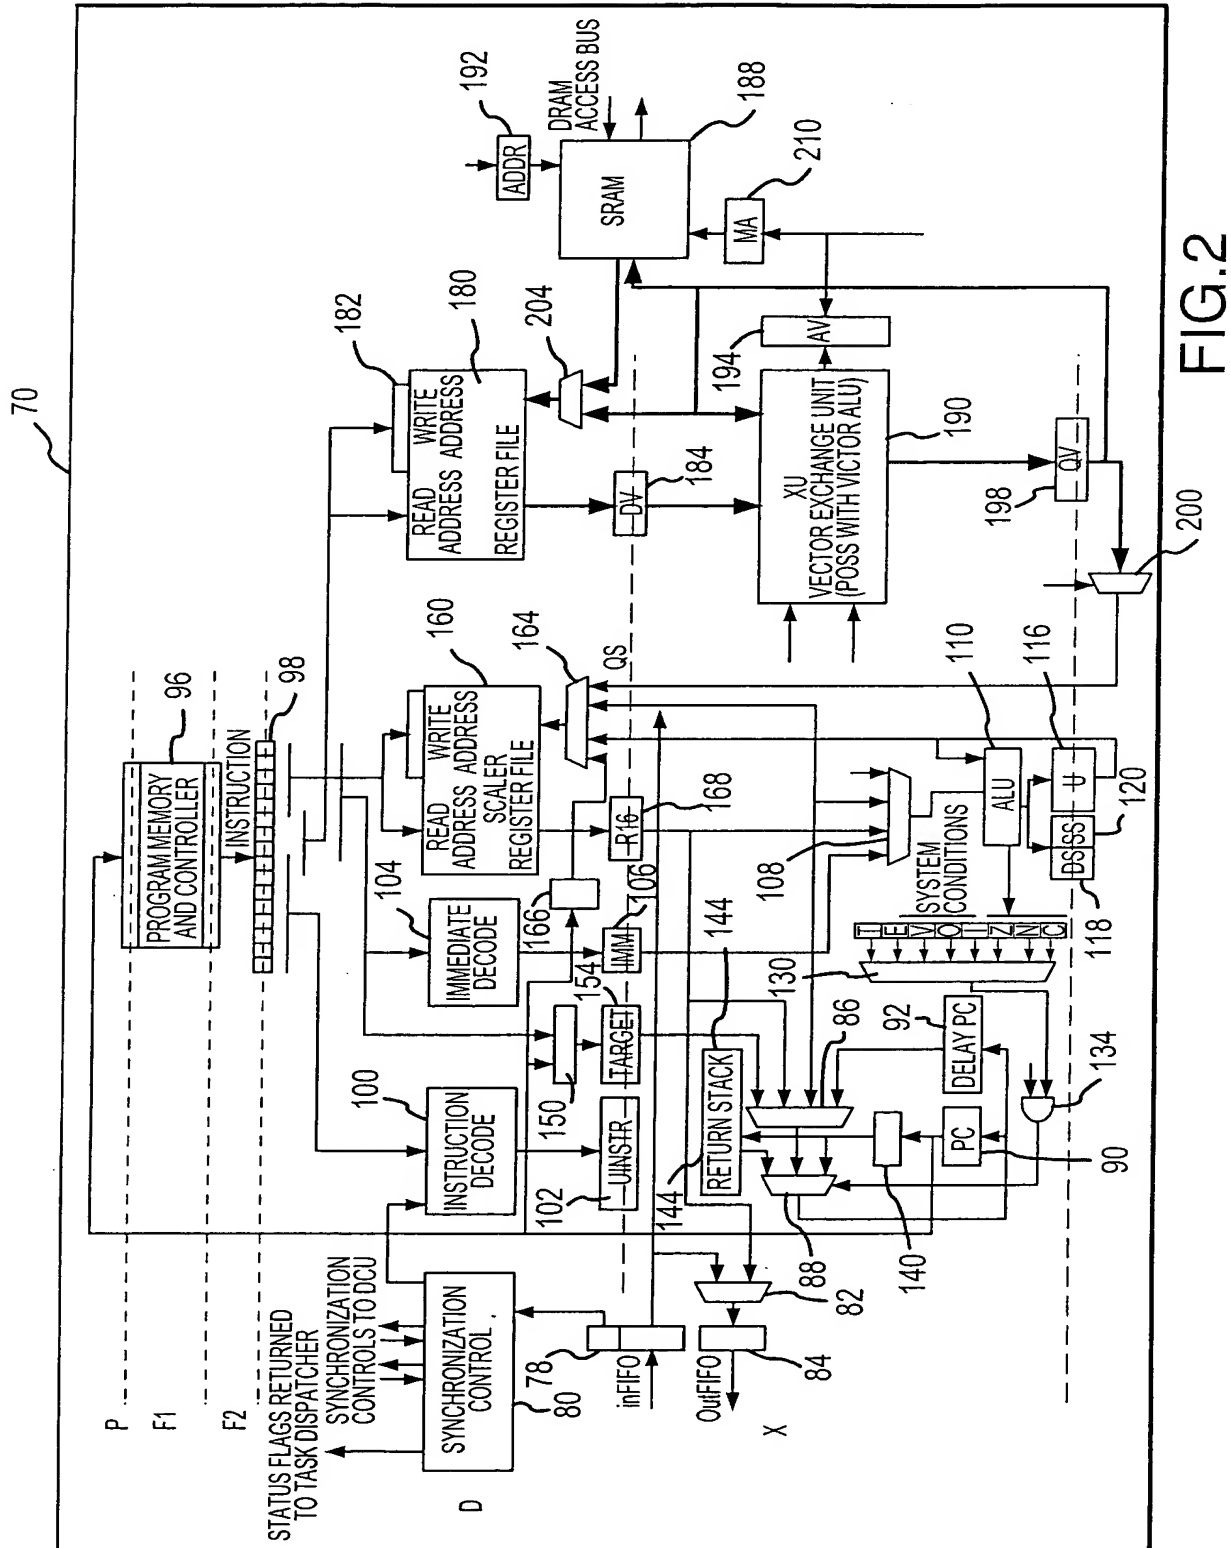 70
P
F1
F2
D
X
PROGRAM MEMORY
AND CONTROLLER
96
INSTRUCTION
98
STATUS FLAGS RETURNED
TO TASK DISPATCHER
SYNCHRONIZATION
CONTROLS TO DCU
SYNCHRONIZATION
CONTROL
80
78
inFIFO
OutFIFO
84
82
INSTRUCTION
DECODE
100
UINSTR
102
IMMEDIATE
DECODE
104
150
TARGET
154
IMM
106
166
READ WRITE
ADDRESS ADDRESS
SCALER
REGISTER FILE
160
164
QS
R16
168
READ WRITE
ADDRESS ADDRESS
REGISTER FILE
182
180
204
DV
184
ADDR
192
DRAM
ACCESS BUS
SRAM
188
MA
210
XU
VECTOR EXCHANGE UNIT
(POSS WITH VICTOR ALU)
190
AV
194
QV
198
200
RETURN STACK
144
144
86
88
140
PC
90
DELAY PC
92
134
130
T E V O I Z N C
SYSTEM
CONDITIONS
108
ALU
110
U
116
DS SS
118
120
FIG.2